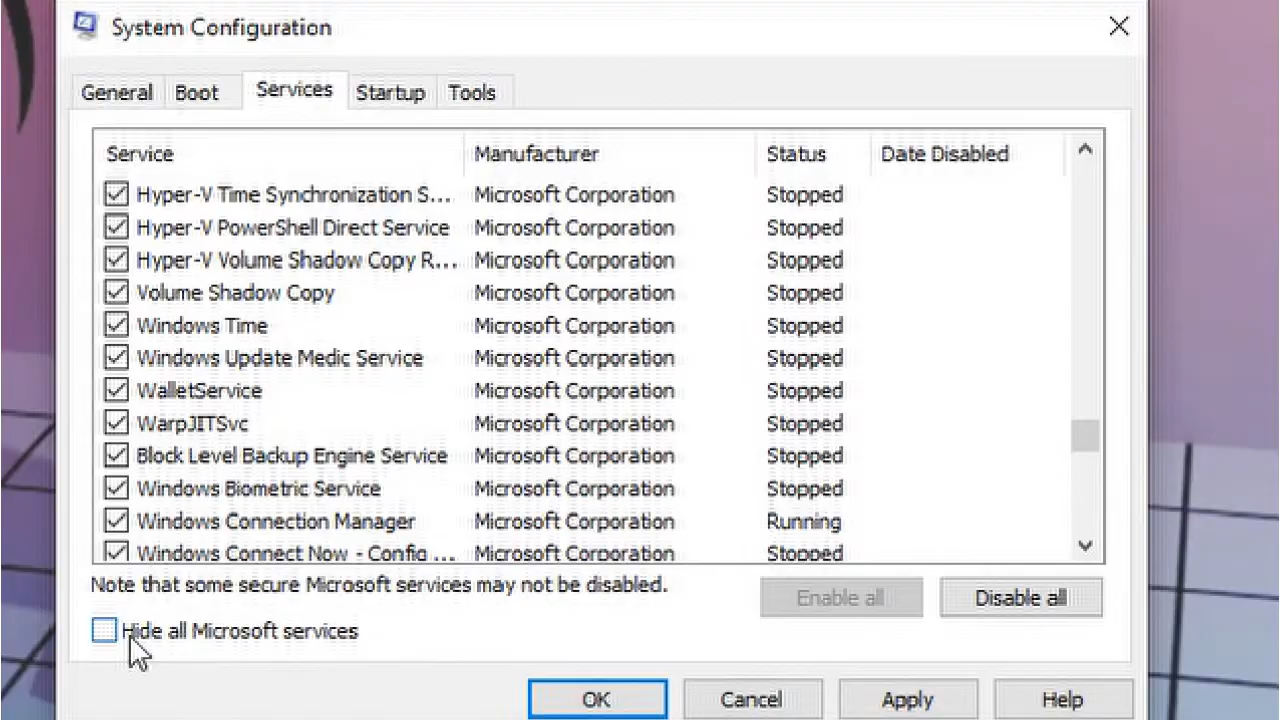 System Configuration
General Boot Services Startup Tools
Service Manufacturer Status Date Disabled
Hyper-V Time Synchronization S... Microsoft Corporation Stopped
Hyper-V PowerShell Direct Service Microsoft Corporation Stopped
Hyper-V Volume Shadow Copy R... Microsoft Corporation Stopped
Volume Shadow Copy Microsoft Corporation Stopped
Windows Time Microsoft Corporation Stopped
Windows Update Medic Service Microsoft Corporation Stopped
WalletService Microsoft Corporation Stopped
WarpJITSvc Microsoft Corporation Stopped
Block Level Backup Engine Service Microsoft Corporation Stopped
Windows Biometric Service Microsoft Corporation Stopped
Windows Connection Manager Microsoft Corporation Running
Windows Connect Now - Config ... Microsoft Corporation Stopped
Note that some secure Microsoft services may not be disabled.
Enable all Disable all
Hide all Microsoft services
OK Cancel Apply Help